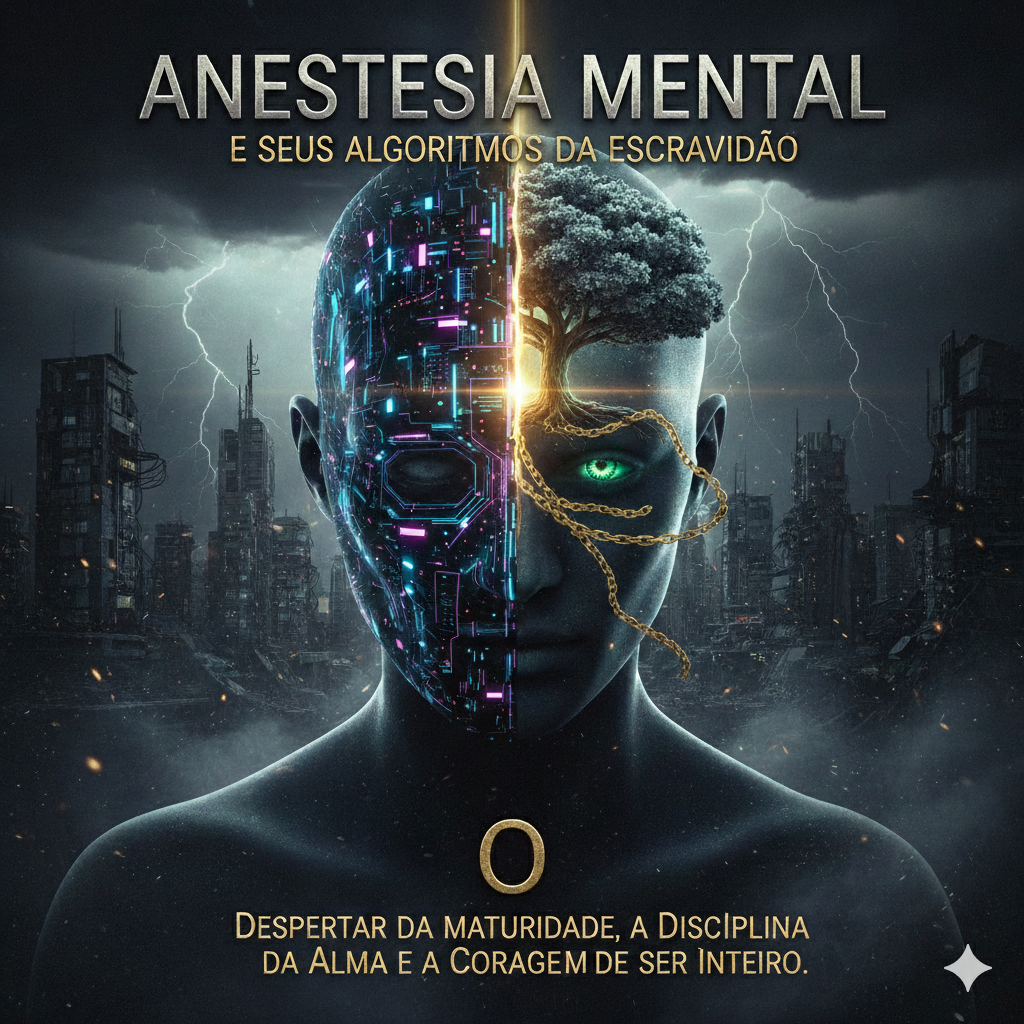 ANESTESIA MENTAL
E SEUS ALGORITMOS DA ESCRAVIDÃO
O
DESPERTAR DA MATURIDADE, A DISCIPLINA
DA ALMA E A CORAGEM DE SER INTEIRO.